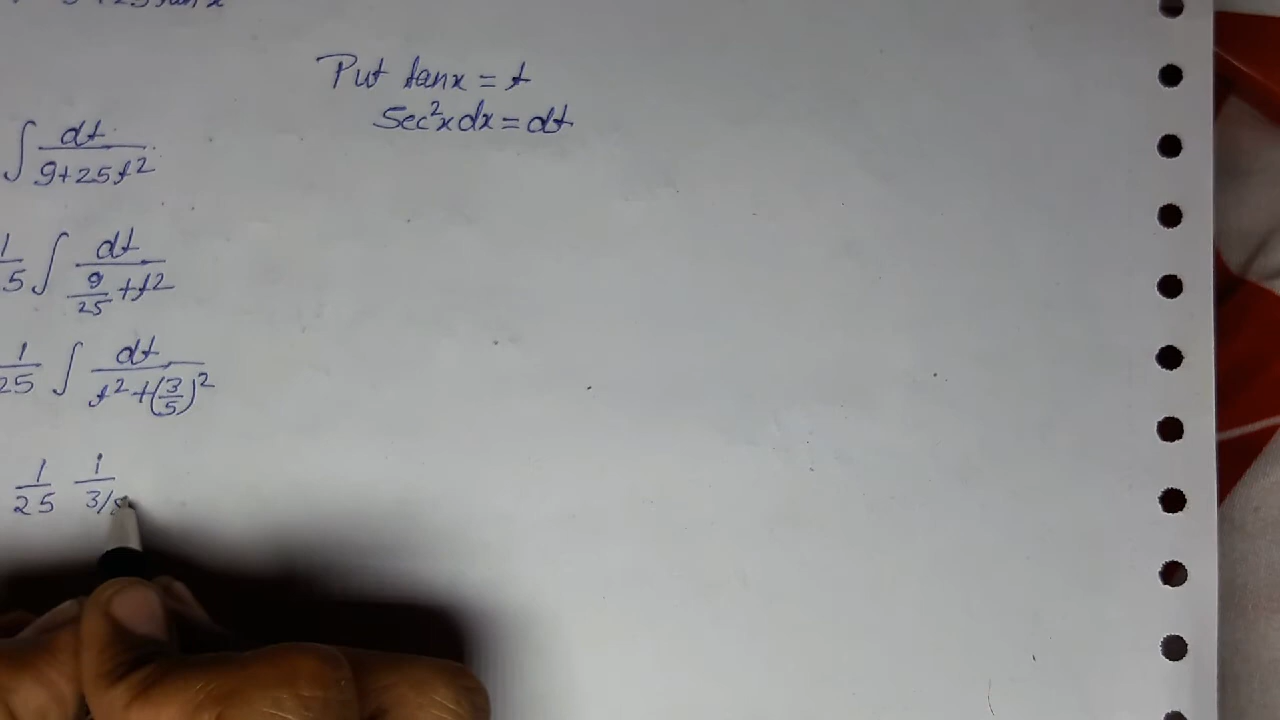 Put tanx = t
sec²x dx = dt
∫ dt / 9+25t²
1/5 ∫ dt / 9/25 + t²
1/25 ∫ dt / t² + (3/5)²
1/25 1/3/5